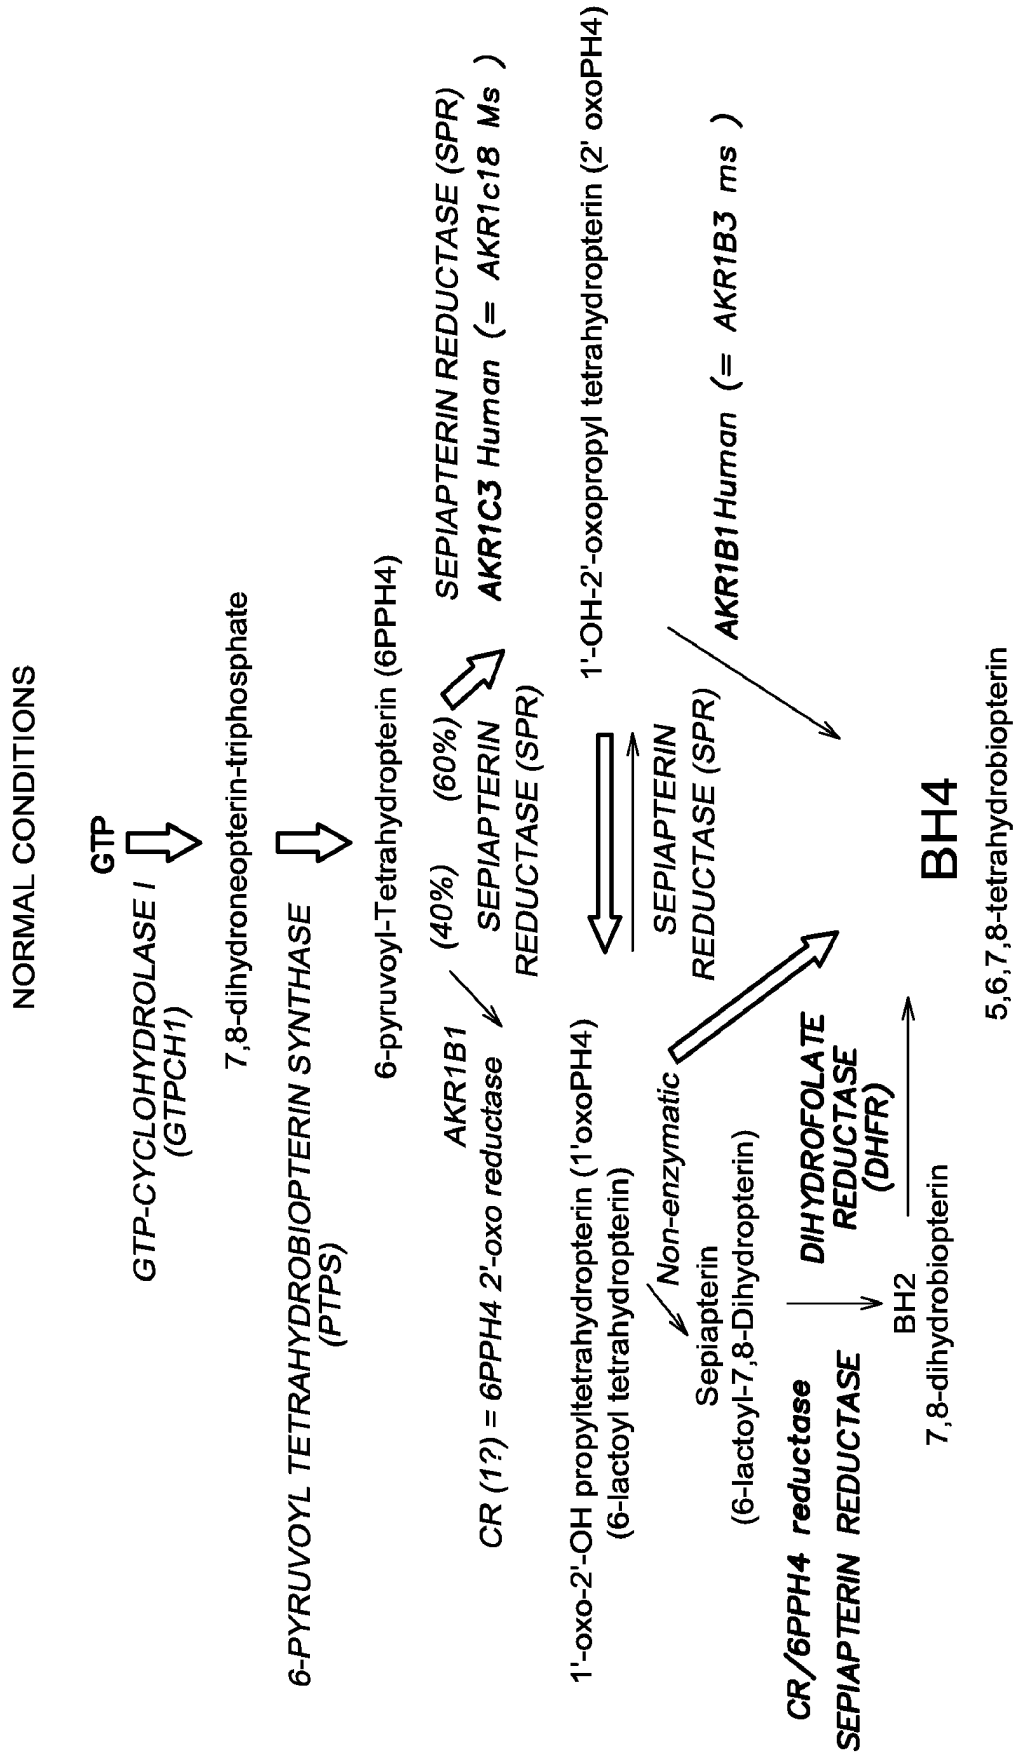 NORMAL CONDITIONS
GTP
GTP-CYCLOHYDROLASE I
(GTPCH1)
7,8-dihydroneopterin-triphosphate
6-PYRUVOYL TETRAHYDROBIOPTERIN SYNTHASE
(PTPS)
6-pyruvoyl-Tetrahydropterin (6PPH4)
(40%) (60%)
AKR1B1
CR (1?) = 6PPH4 2'-oxo reductase
SEPIAPTERIN
REDUCTASE (SPR)
SEPIAPTERIN REDUCTASE (SPR)
AKR1C3 Human (= AKR1c18 Ms )
1'-oxo-2'-OH propyltetrahydropterin (1'oxoPH4)
(6-lactoyl tetrahydropterin)
1'-OH-2'-oxopropyl tetrahydropterin (2' oxoPH4)
SEPIAPTERIN
REDUCTASE (SPR)
Non-enzymatic
Sepiapterin
(6-lactoyl-7,8-Dihydropterin)
AKR1B1Human (= AKR1B3 ms )
CR/6PPH4 reductase
SEPIAPTERIN REDUCTASE
DIHYDROFOLATE
REDUCTASE
(DHFR)
BH2
7,8-dihydrobiopterin
BH4
5,6,7,8-tetrahydrobiopterin